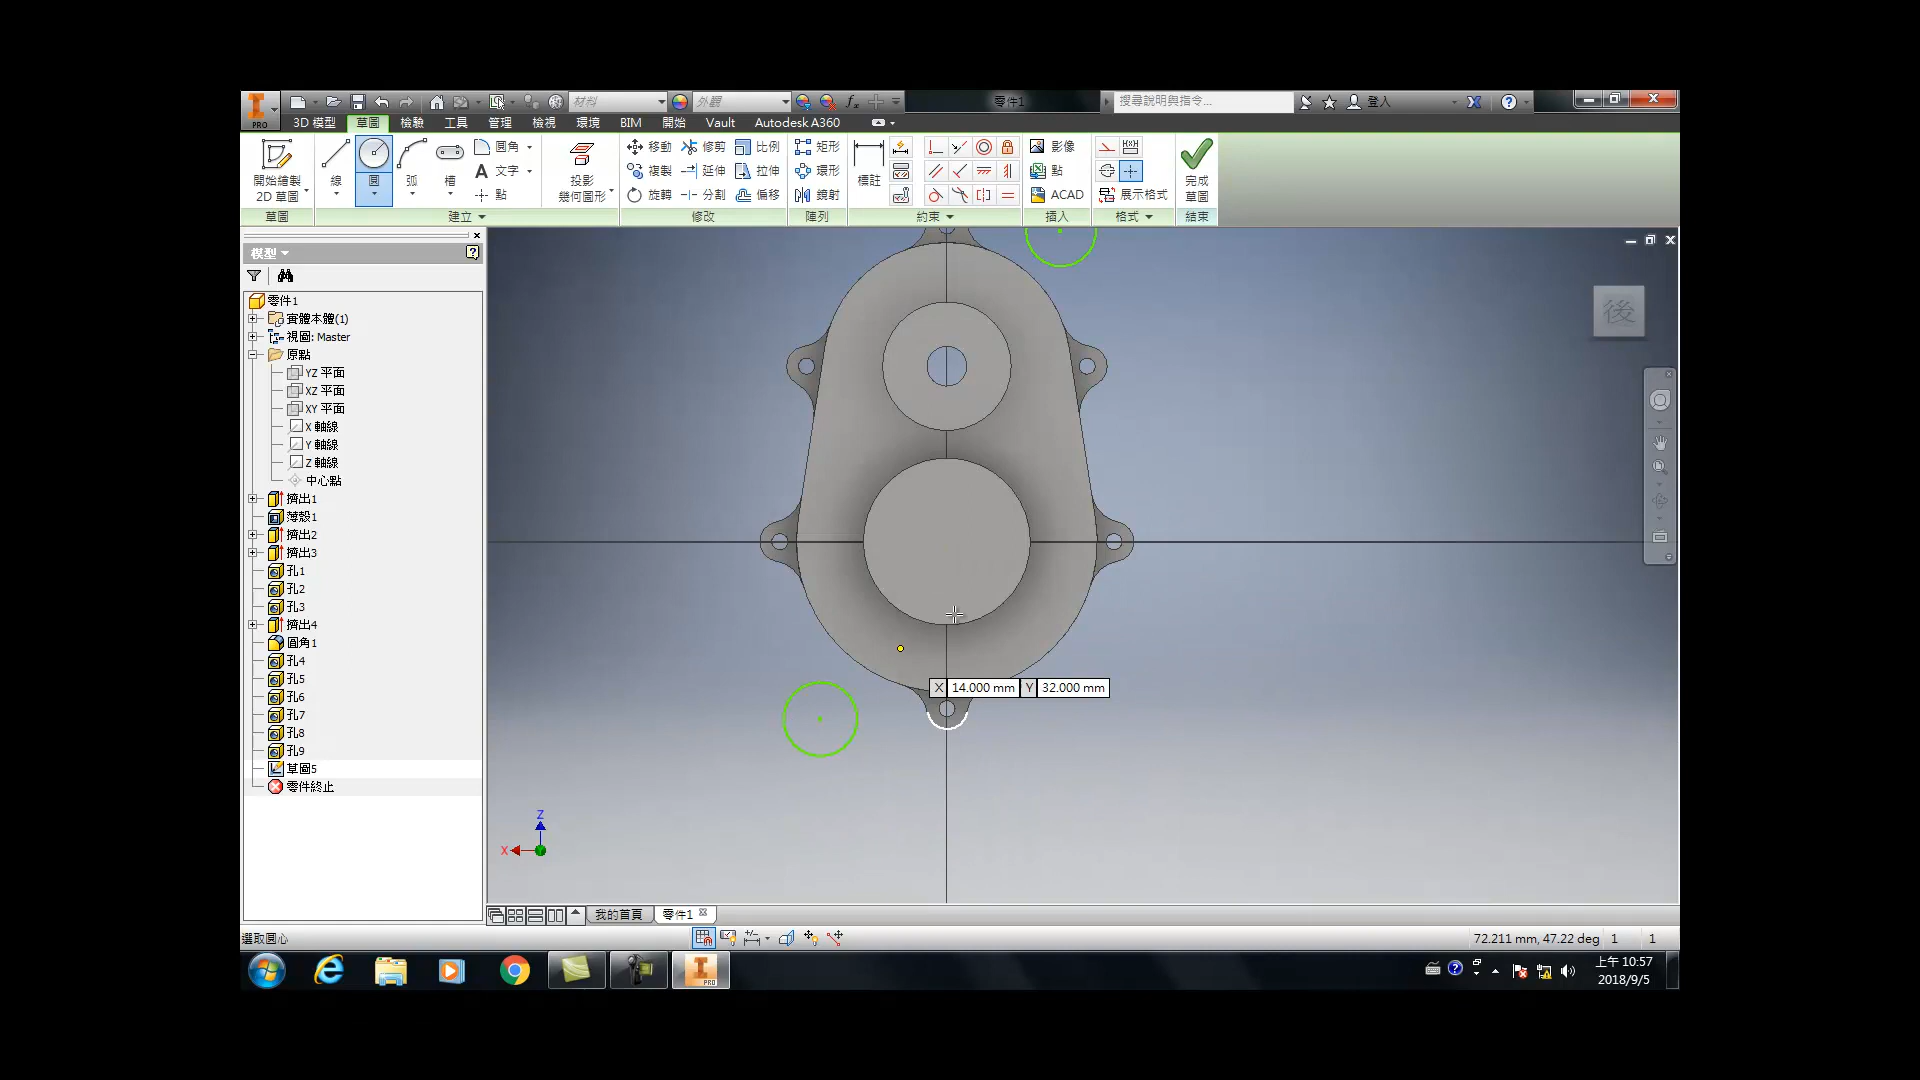 PRO
材料
外觀
零件1
搜尋說明與指令...
登入
3D 模型 草圖 檢驗 工具 管理 檢視 環境 BIM 開始 Vault Autodesk A360
開始繪製
2D 草圖
線
圓
弧
槽
圓角
文字
點
投影
幾何圖形
移動 修剪 比例
複製 延伸 拉伸
旋轉 分割 偏移
矩形
環形
鏡射
標註
影像
點
ACAD
展示格式
完成
草圖
草圖 建立 修改 陣列 約束 插入 格式 結束
模型
零件1
實體本體(1)
視圖: Master
原點
YZ 平面
XZ 平面
XY 平面
X 軸線
Y 軸線
Z 軸線
中心點
擠出1
薄殼1
擠出2
擠出3
孔1
孔2
孔3
擠出4
圓角1
孔4
孔5
孔6
孔7
孔8
孔9
草圖5
零件終止
後
X 14.000 mm Y 32.000 mm
Z
X
我的首頁 零件1
選取圓心
72.211 mm, 47.22 deg 1 1
PRO
上午 10:57
2018/9/5